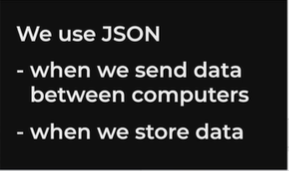 We use JSON
- when we send data
between computers
- when we store data